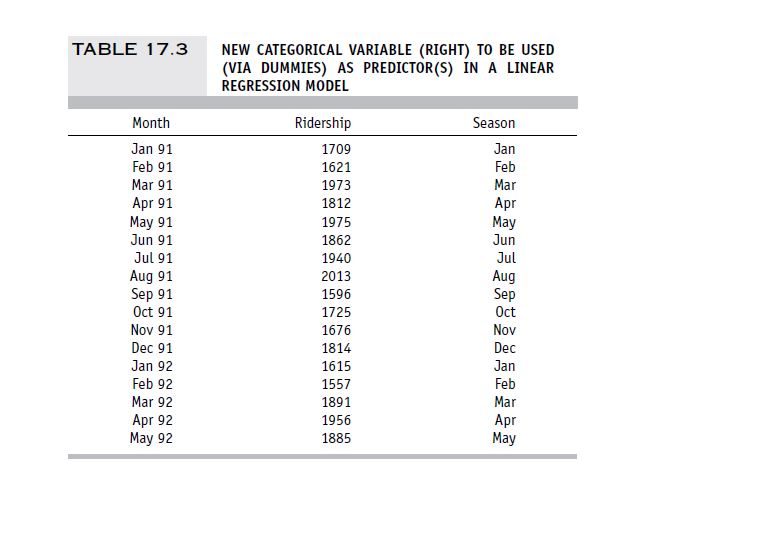 TABLE 17.3
NEW CATEGORICAL VARIABLE (RIGHT) TO BE USED
(VIA DUMMIES) AS PREDICTOR(S) IN A LINEAR
REGRESSION MODEL
Month Ridership Season
Jan 91 1709 Jan
Feb 91 1621 Feb
Mar 91 1973 Mar
Apr 91 1812 Apr
May 91 1975 May
Jun 91 1862 Jun
Jul 91 1940 Jul
Aug 91 2013 Aug
Sep 91 1596 Sep
Oct 91 1725 Oct
Nov 91 1676 Nov
Dec 91 1814 Dec
Jan 92 1615 Jan
Feb 92 1557 Feb
Mar 92 1891 Mar
Apr 92 1956 Apr
May 92 1885 May